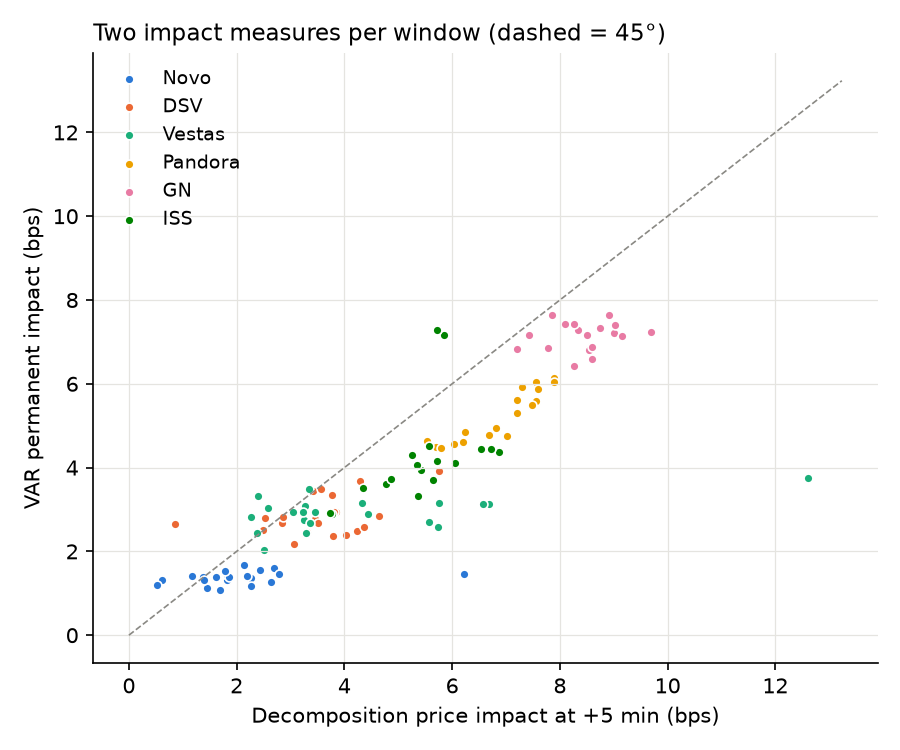 Two impact measures per window (dashed = 45°)
Novo
DSV
Vestas
Pandora
GN
ISS
VAR permanent impact (bps)
12
10
8
6
4
2
0
0 2 4 6 8 10 12
Decomposition price impact at +5 min (bps)